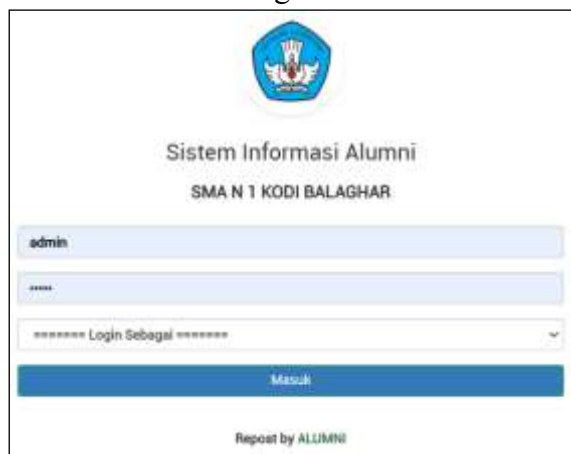 Sistem Informasi Alumni
SMA N 1 KODI BALAGHAR
admin
•••••
======= Login Sebagai =======
Masuk
Repost by ALUMNI